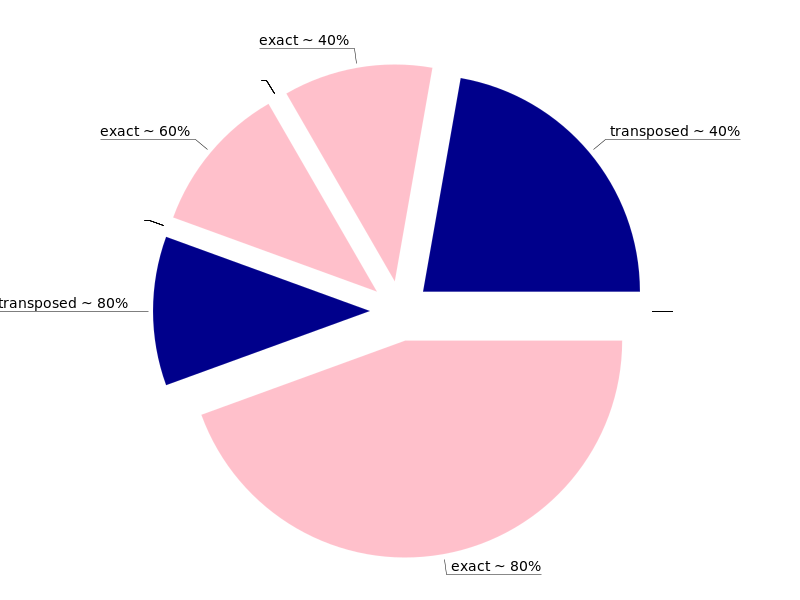 exact ~ 40%
exact ~ 60%
transposed ~ 40%
transposed ~ 80%
exact ~ 80%